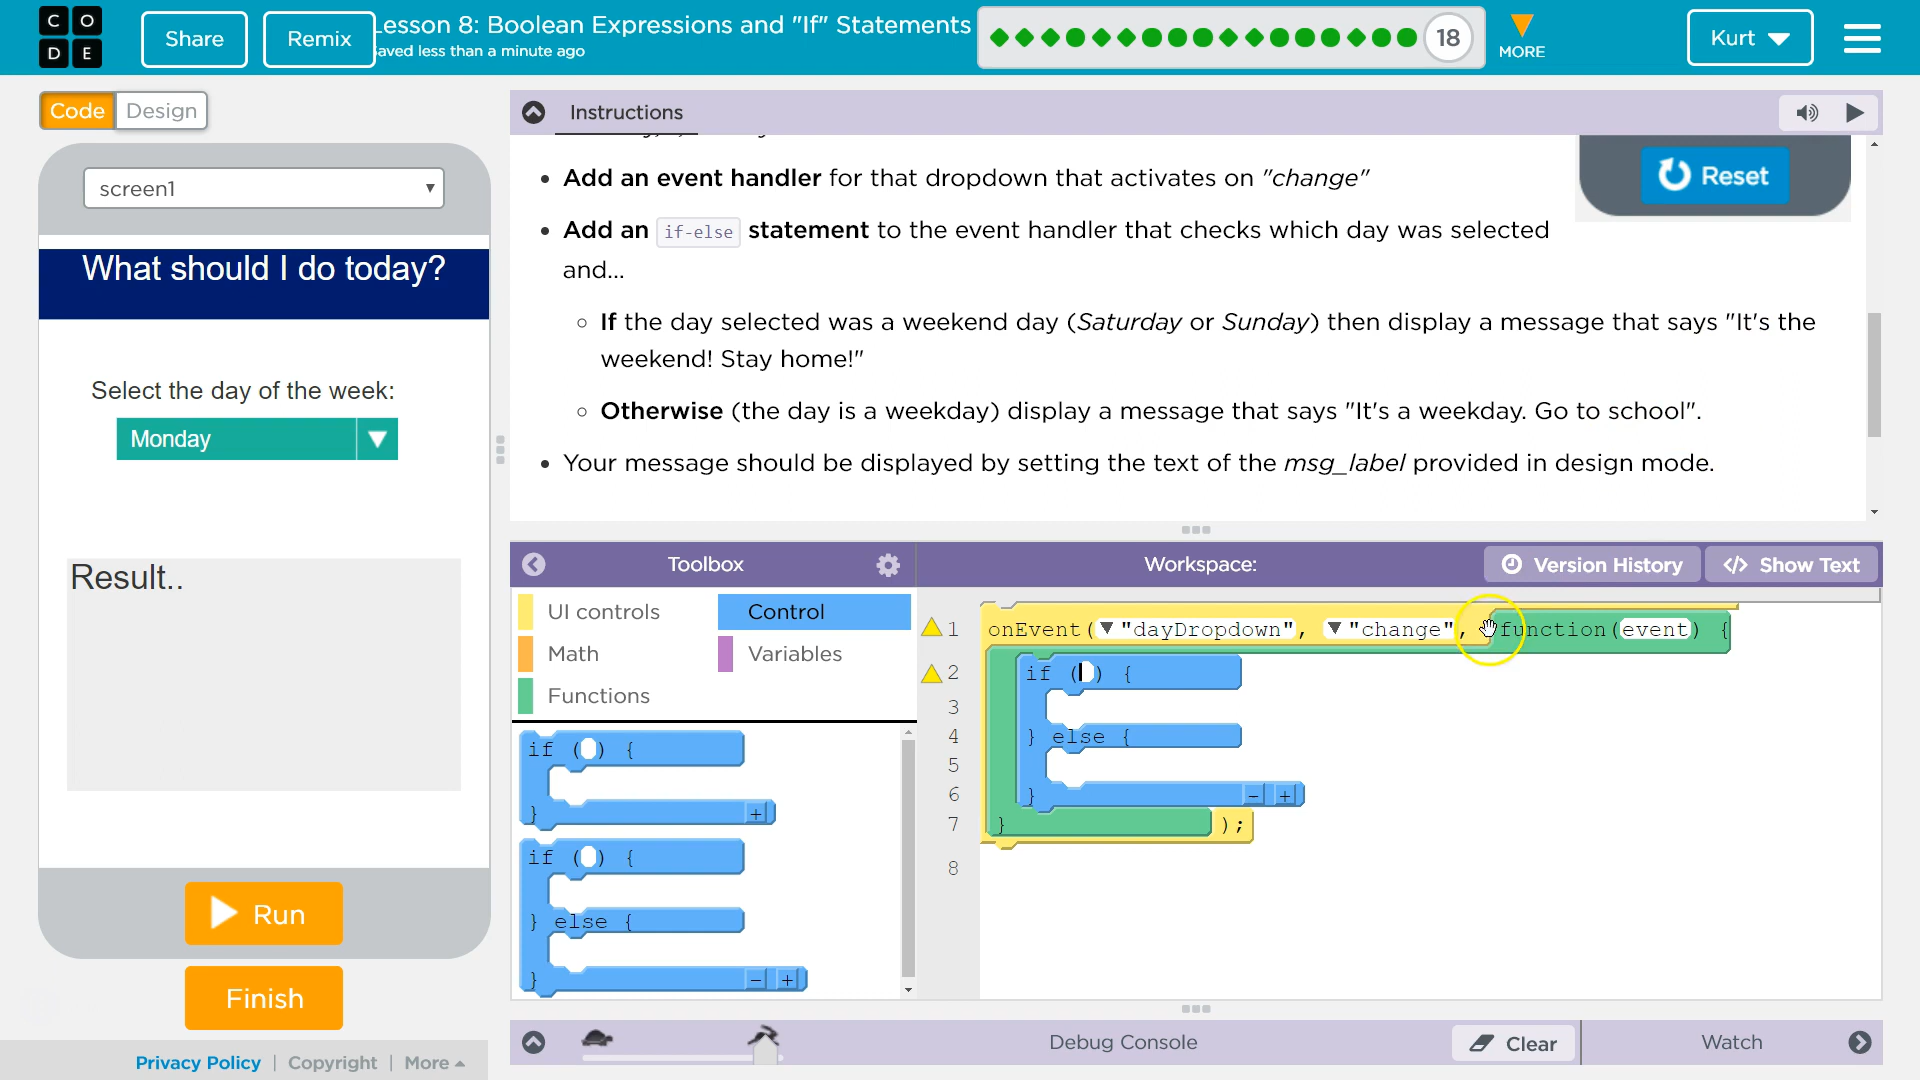 CODE
Share
Remix
Lesson 8: Boolean Expressions and "If" Statements
saved less than a minute ago
18
MORE
Kurt
Code
Design
screen1
What should I do today?
Select the day of the week:
Monday
Result..
Run
Finish
Privacy Policy | Copyright | More
Instructions
Reset
• Add an event handler for that dropdown that activates on "change"
• Add an if-else statement to the event handler that checks which day was selected
and...
If the day selected was a weekend day (Saturday or Sunday) then display a message that says "It's the
weekend! Stay home!"
Otherwise (the day is a weekday) display a message that says "It's a weekday. Go to school".
• Your message should be displayed by setting the text of the msg_label provided in design mode.
Toolbox
Workspace:
Version History
</> Show Text
UI controls
Control
Math
Variables
Functions
if ( ) {
}
+
if ( ) {
} else {
}
- +
1 onEvent( "dayDropdown", "change", function(event) {
2 if ( ) {
3
4 } else {
5
6 } - +
7 } );
8
Debug Console
Clear
Watch